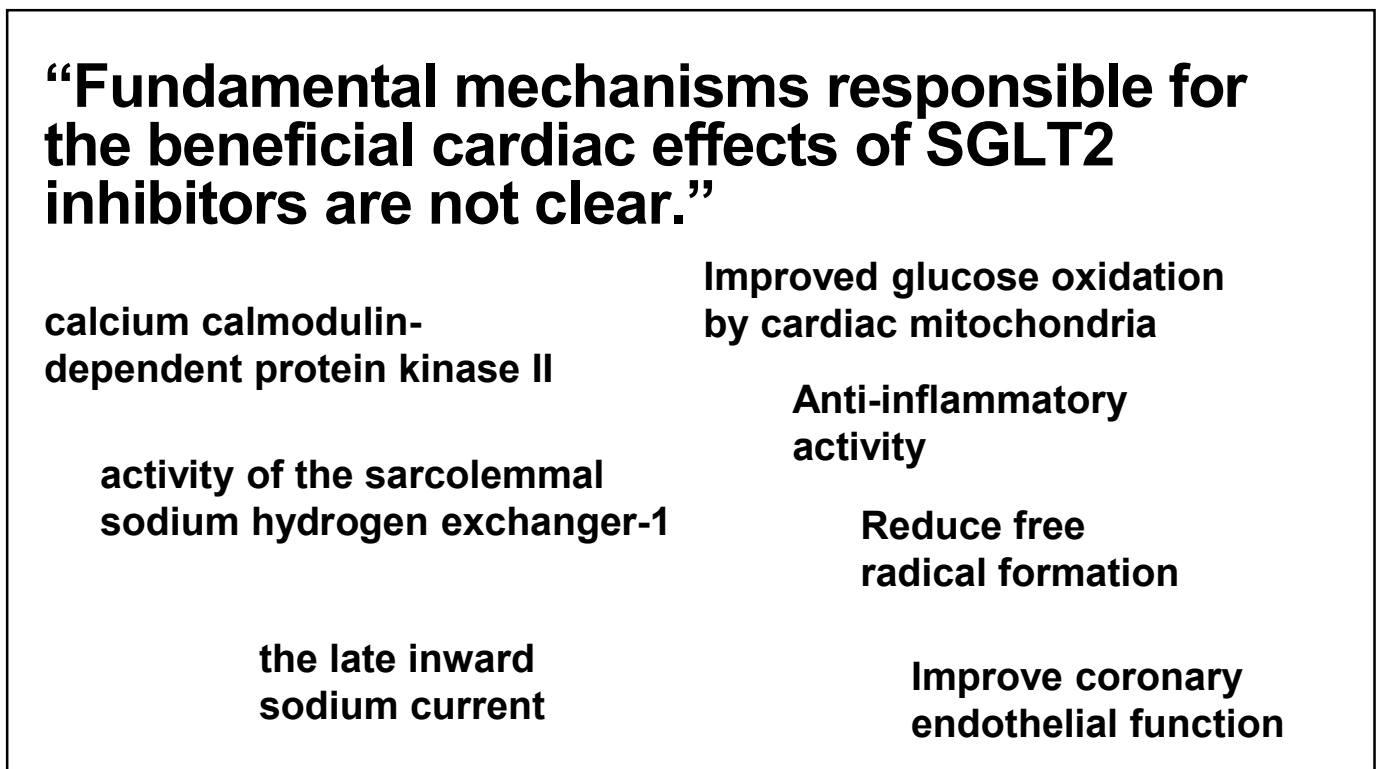 “Fundamental mechanisms responsible for
the beneficial cardiac effects of SGLT2
inhibitors are not clear.”
calcium calmodulin-
dependent protein kinase II
activity of the sarcolemmal
sodium hydrogen exchanger-1
the late inward
sodium current
Improved glucose oxidation
by cardiac mitochondria
Anti-inflammatory
activity
Reduce free
radical formation
Improve coronary
endothelial function